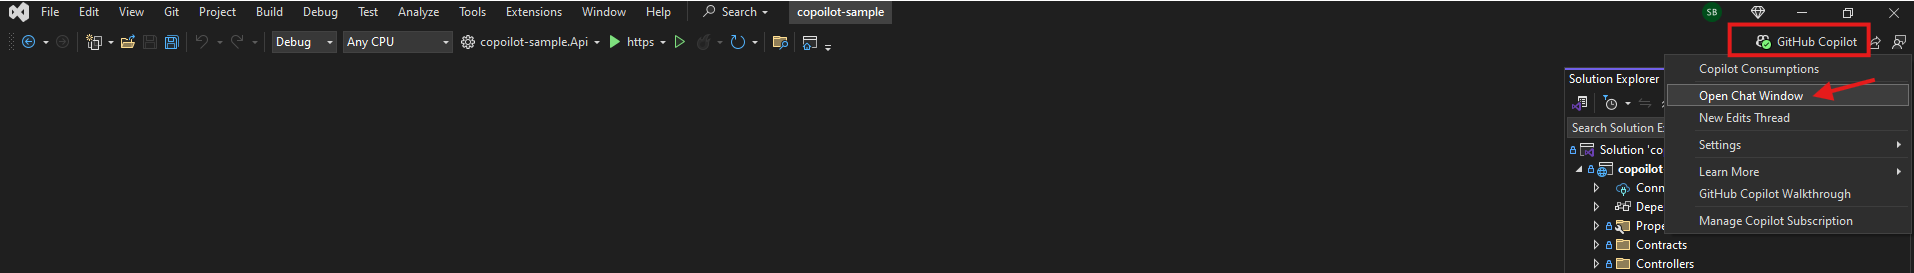 File Edit View Git Project Build Debug Test Analyze Tools Extensions Window Help Search copoilot-sample SB
Debug Any CPU copoilot-sample.Api https GitHub Copilot
Copilot Consumptions
Open Chat Window
New Edits Thread
Settings
Learn More
GitHub Copilot Walkthrough
Manage Copilot Subscription
Solution Explorer
Search Solution E
Solution 'co
copoilot
Conn
Depe
Prope
Contracts
Controllers